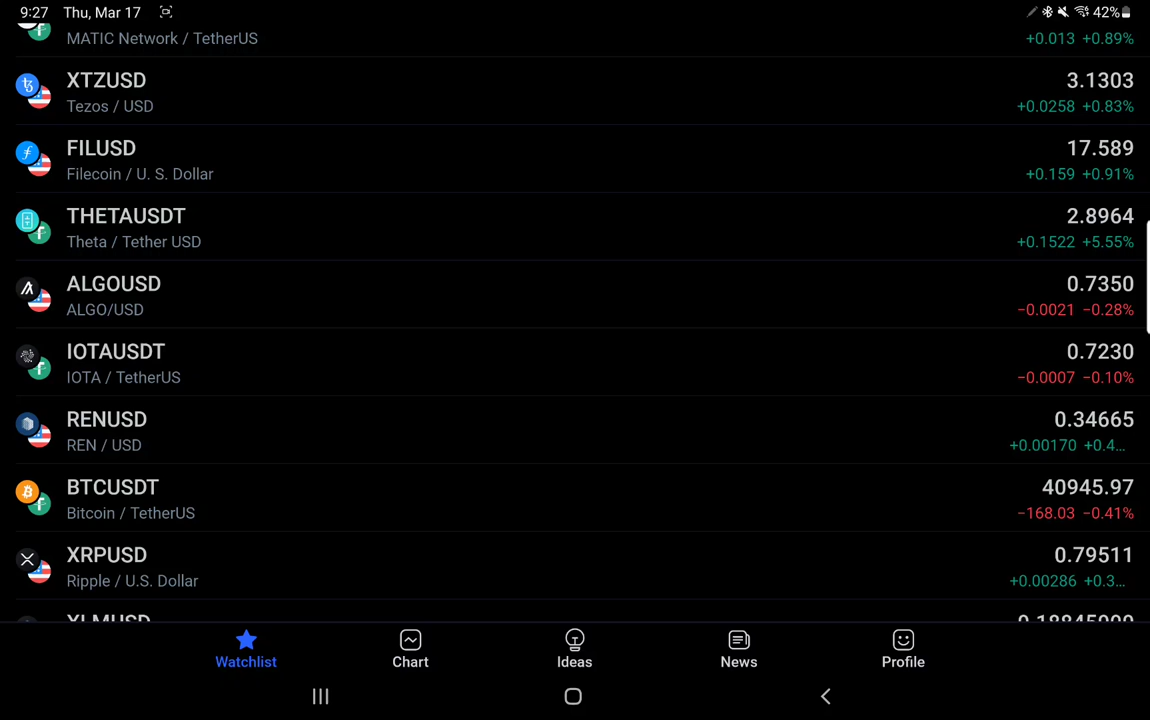 9:27 Thu, Mar 17 42%
MATIC Network / TetherUS +0.013 +0.89%
XTZUSD 3.1303
Tezos / USD +0.0258 +0.83%
FILUSD 17.589
Filecoin / U. S. Dollar +0.159 +0.91%
THETAUSDT 2.8964
Theta / Tether USD +0.1522 +5.55%
ALGOUSD 0.7350
ALGO/USD −0.0021 −0.28%
IOTAUSDT 0.7230
IOTA / TetherUS −0.0007 −0.10%
RENUSD 0.34665
REN / USD +0.00170 +0.4...
BTCUSDT 40945.97
Bitcoin / TetherUS −168.03 −0.41%
XRPUSD 0.79511
Ripple / U.S. Dollar +0.00286 +0.3...
XLMUSD
Watchlist Chart Ideas News Profile